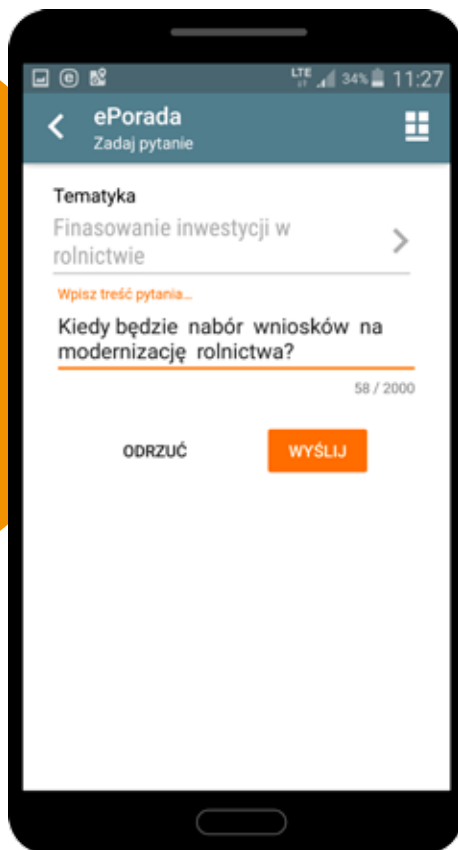 LTE 34% 11:27
ePorada
Zadaj pytanie
Tematyka
Finasowanie inwestycji w
rolnictwie
Wpisz treść pytania...
Kiedy będzie nabór wniosków na
modernizację rolnictwa?
58 / 2000
ODRZUĆ WYŚLIJ